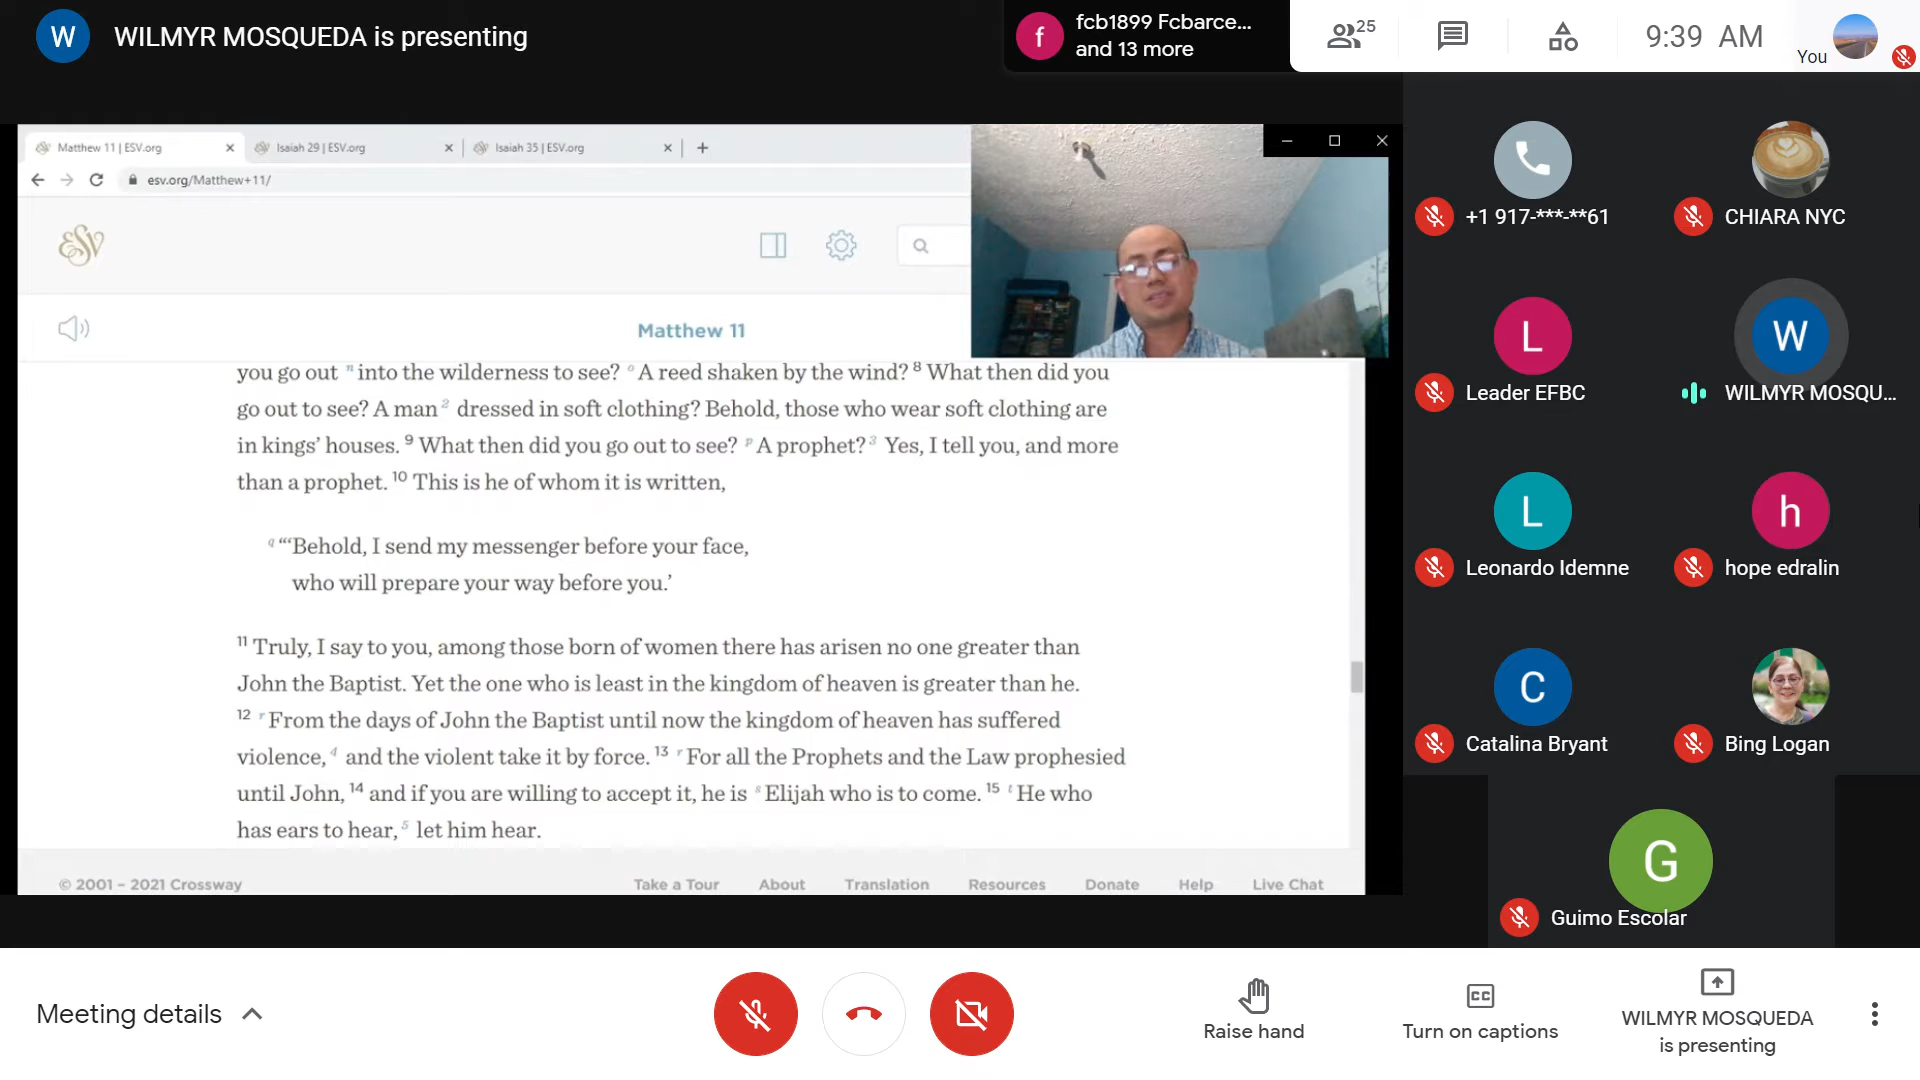 W WILMYR MOSQUEDA is presenting
f fcb1899 Fcbarce...
and 13 more
25
9:39 AM
You
Matthew 11 | ESV.org
Isaiah 29 | ESV.org
Isaiah 35 | ESV.org
esv.org/Matthew+11/
ESV
Matthew 11
you go out n into the wilderness to see? o A reed shaken by the wind? 8 What then did you
go out to see? A man 2 dressed in soft clothing? Behold, those who wear soft clothing are
in kings’ houses. 9 What then did you go out to see? p A prophet? 3 Yes, I tell you, and more
than a prophet. 10 This is he of whom it is written,
q “‘Behold, I send my messenger before your face,
who will prepare your way before you.’
11 Truly, I say to you, among those born of women there has arisen no one greater than
John the Baptist. Yet the one who is least in the kingdom of heaven is greater than he.
12 r From the days of John the Baptist until now the kingdom of heaven has suffered
violence, 4 and the violent take it by force. 13 r For all the Prophets and the Law prophesied
until John, 14 and if you are willing to accept it, he is s Elijah who is to come. 15 t He who
has ears to hear, 5 let him hear.
© 2001 – 2021 Crossway
Take a Tour
About
Translation
Resources
Donate
Help
Live Chat
+1 917-***-**61
CHIARA NYC
L
W
Leader EFBC
WILMYR MOSQU...
L
h
Leonardo Idemne
hope edralin
C
Catalina Bryant
Bing Logan
G
Guimo Escolar
Meeting details
Raise hand
CC
Turn on captions
WILMYR MOSQUEDA
is presenting